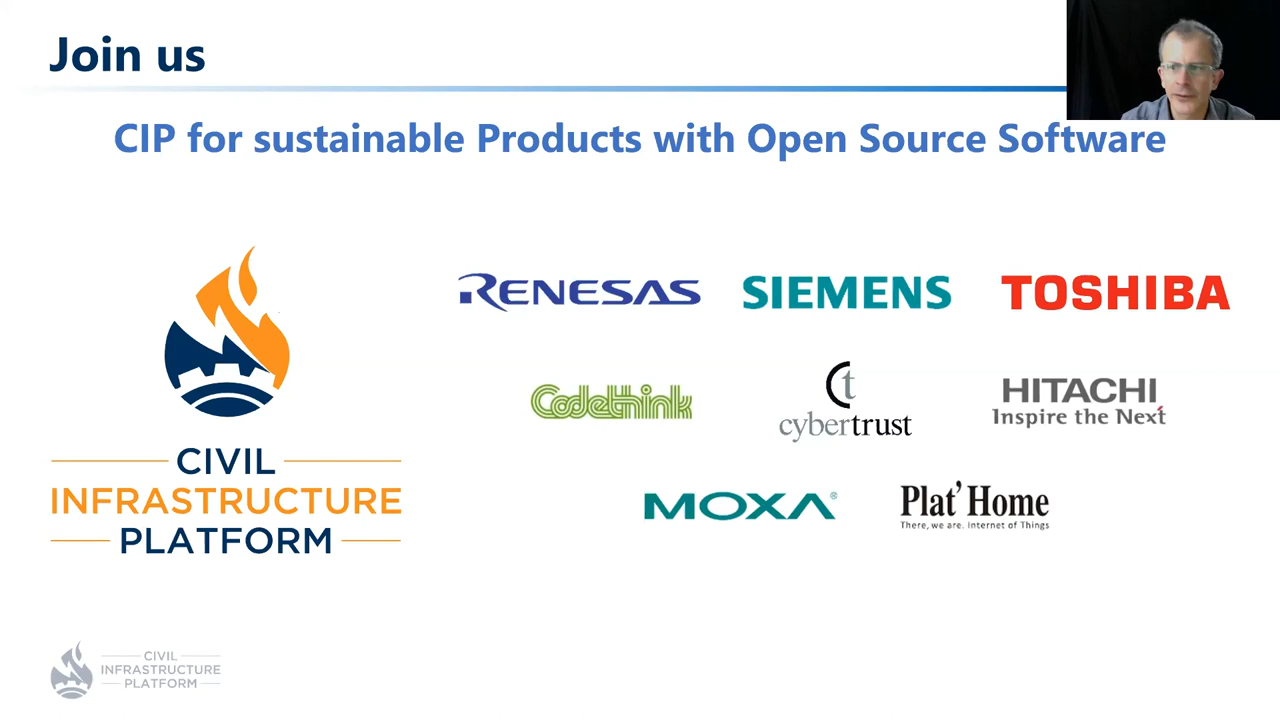 Join us
CIP for sustainable Products with Open Source Software
CIVIL
INFRASTRUCTURE
PLATFORM
RENESAS
SIEMENS
TOSHIBA
Codethink
ct
cybertrust
HITACHI
Inspire the Next
MOXA®
Plat'Home
There, we are. Internet of Things
CIVIL
INFRASTRUCTURE
PLATFORM